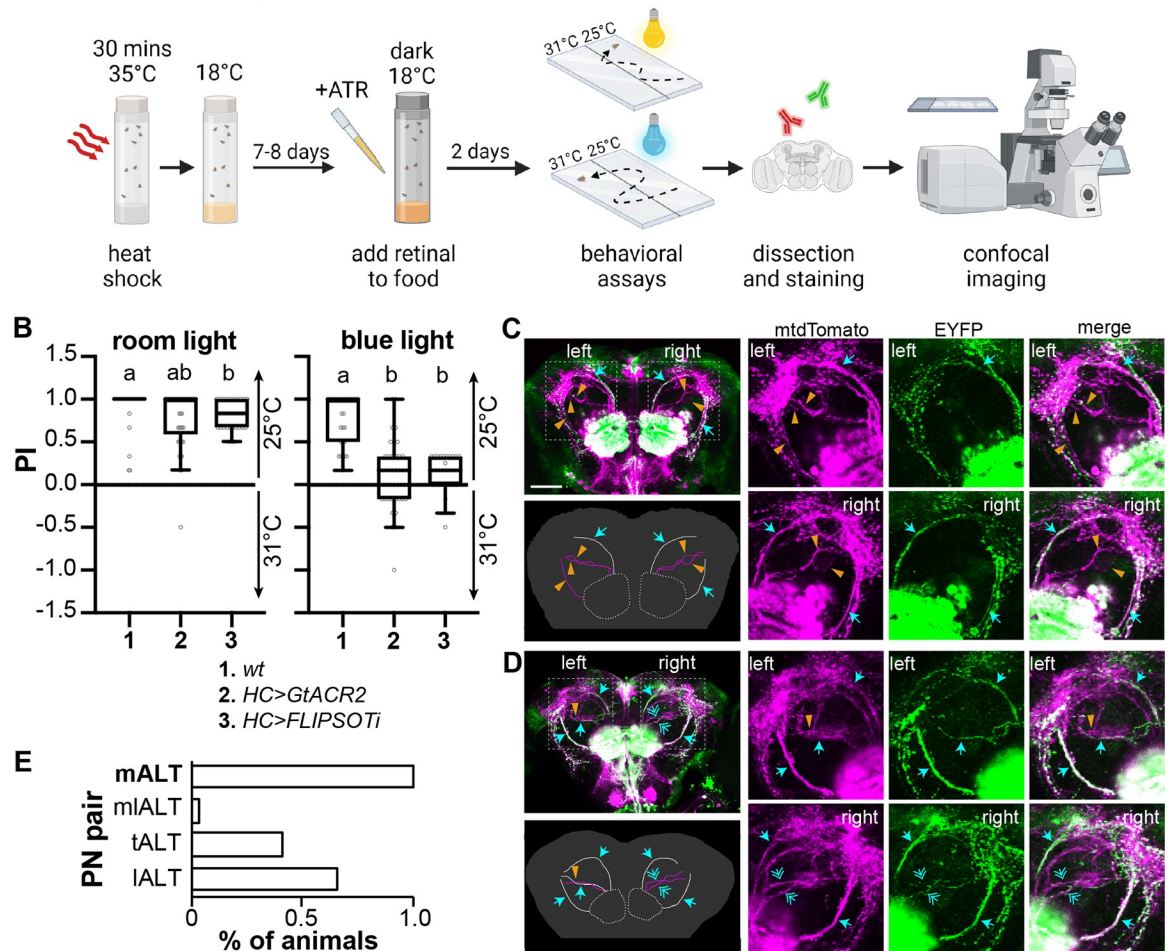 30 mins
35°C
18°C
7-8 days
+ATR
dark
18°C
2 days
31°C 25°C
31°C 25°C
heat
shock
add retinal
to food
behavioral
assays
dissection
and staining
confocal
imaging
B
room light
blue light
PI
1.5
1.0
0.5
0.0
-0.5
-1.0
-1.5
a
ab
b
25°C
31°C
a
b
b
25°C
31°C
1
2
3
1
2
3
1. wt
2. HC>GtACR2
3. HC>FLIPSOTi
C
mtdTomato
EYFP
merge
left
right
left
left
left
right
right
right
D
left
right
left
left
left
right
right
right
E
PN pair
mALT
mlALT
tALT
lALT
0
0.5
1.0
% of animals